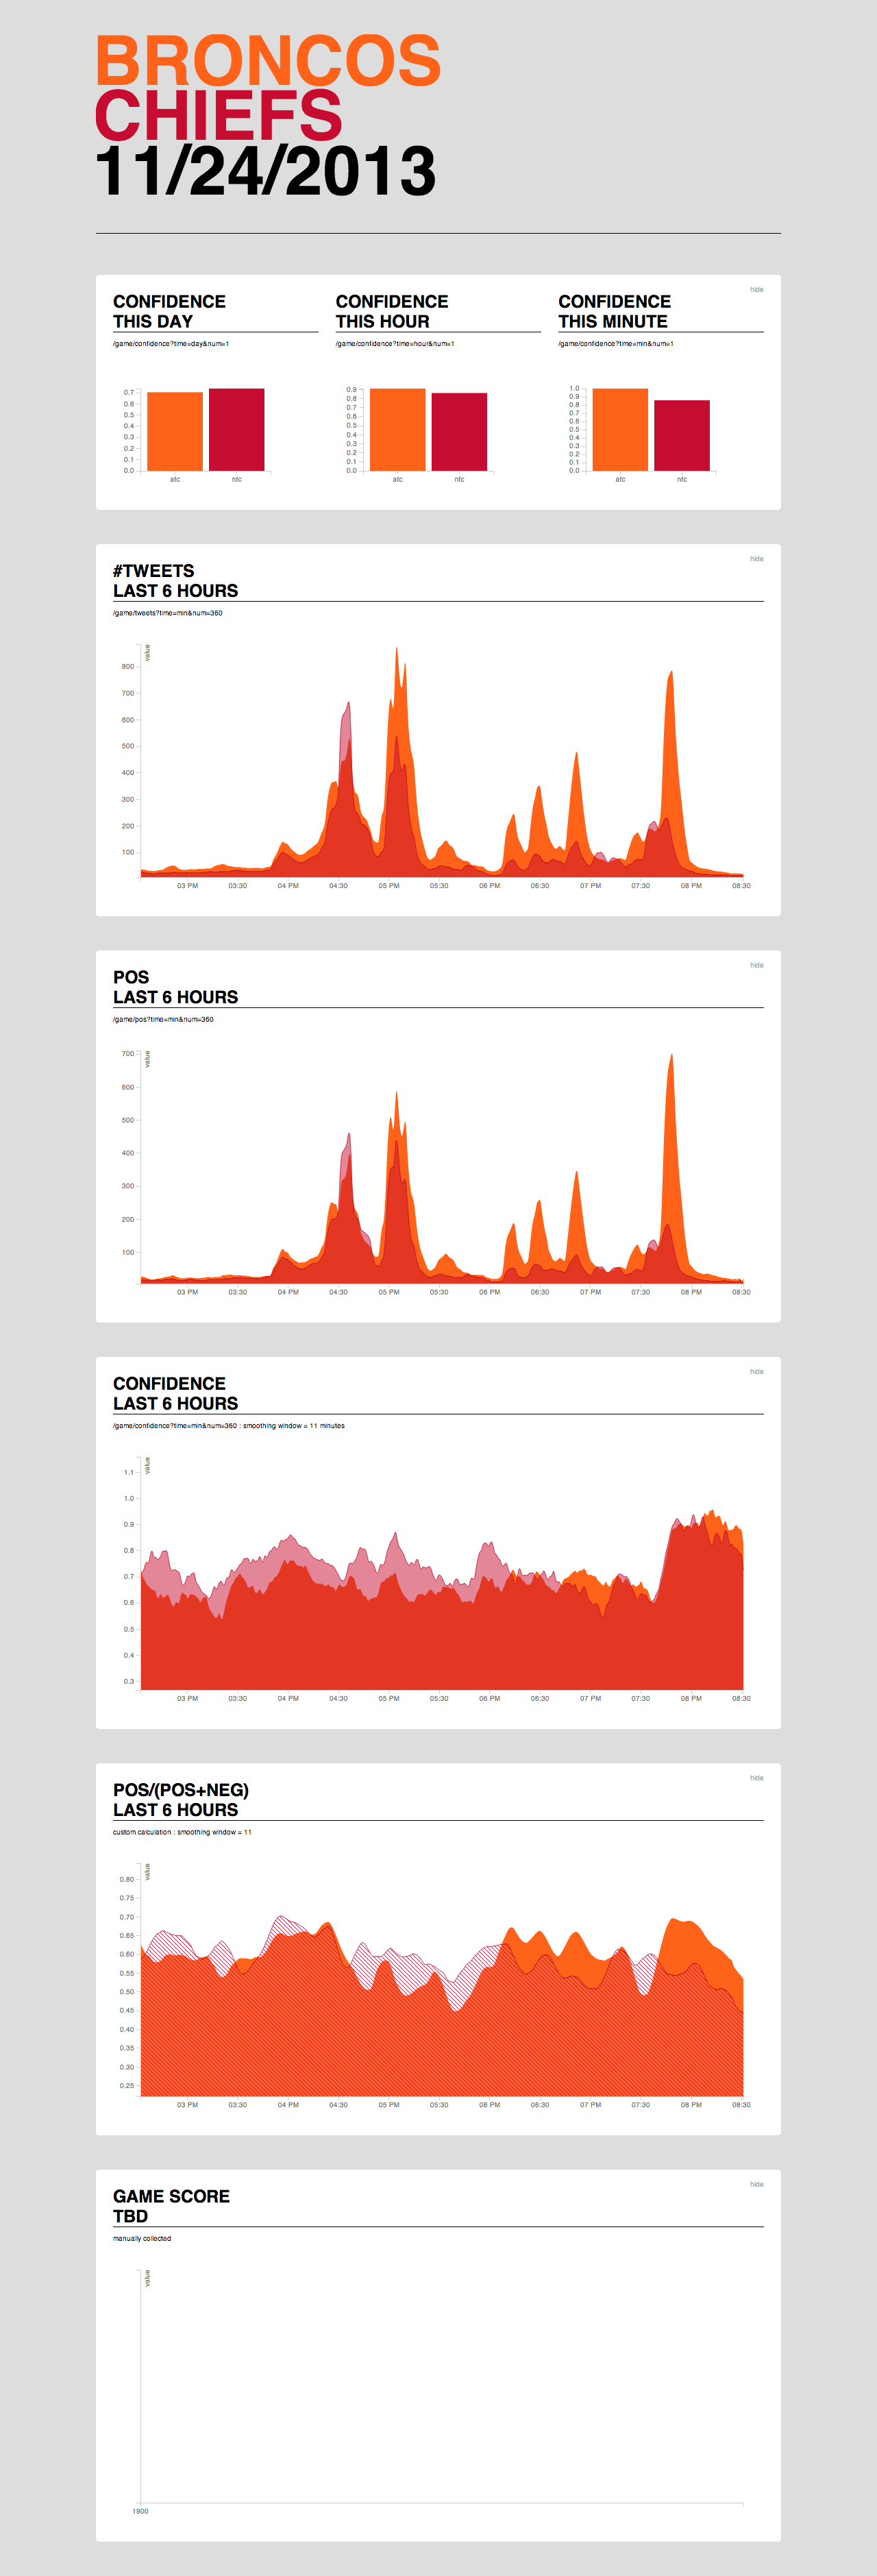 BRONCOS
CHIEFS
11/24/2013
hide
CONFIDENCE
THIS DAY
/game/confidence?time=day&num=1
0.7
0.6
0.5
0.4
0.3
0.2
0.1
0.0
afc nfc
CONFIDENCE
THIS HOUR
/game/confidence?time=hour&num=1
0.9
0.8
0.7
0.6
0.5
0.4
0.3
0.2
0.1
0.0
afc nfc
CONFIDENCE
THIS MINUTE
/game/confidence?time=min&num=1
1.0
0.9
0.8
0.7
0.6
0.5
0.4
0.3
0.2
0.1
0.0
afc nfc
hide
#TWEETS
LAST 6 HOURS
/game/tweets?time=min&num=360
value
800
700
600
500
400
300
200
100
03 PM 03:30 04 PM 04:30 05 PM 05:30 06 PM 06:30 07 PM 07:30 08 PM 08:30
hide
POS
LAST 6 HOURS
/game/pos?time=min&num=360
value
700
600
500
400
300
200
100
03 PM 03:30 04 PM 04:30 05 PM 05:30 06 PM 06:30 07 PM 07:30 08 PM 08:30
hide
CONFIDENCE
LAST 6 HOURS
/game/confidence?time=min&num=360 : smoothing window = 11 minutes
value
1.1
1.0
0.9
0.8
0.7
0.6
0.5
0.4
0.3
03 PM 03:30 04 PM 04:30 05 PM 05:30 06 PM 06:30 07 PM 07:30 08 PM 08:30
hide
POS/(POS+NEG)
LAST 6 HOURS
custom calculation : smoothing window = 11
value
0.80
0.75
0.70
0.65
0.60
0.55
0.50
0.45
0.40
0.35
0.30
0.25
03 PM 03:30 04 PM 04:30 05 PM 05:30 06 PM 06:30 07 PM 07:30 08 PM 08:30
hide
GAME SCORE
TBD
manually collected
value
1900